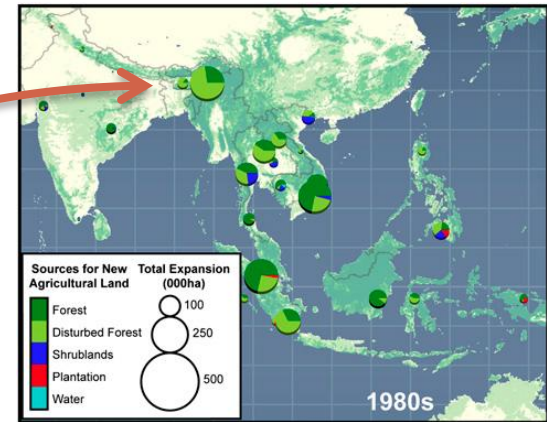 Sources for New Agricultural Land
Total Expansion (000ha)
Forest
Disturbed Forest
Shrublands
Plantation
Water
100
250
500
1980s